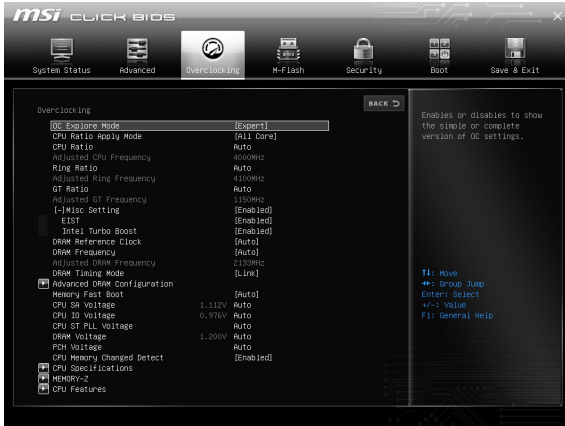 msi CLICK BIOS
X
System Status Advanced Overclocking M-Flash Security Boot Save & Exit
BACK
Overclocking
OC Explore Mode [Expert]
CPU Ratio Apply Mode [All Core]
CPU Ratio Auto
Adjusted CPU Frequency 4000MHz
Ring Ratio Auto
Adjusted Ring Frequency 4100MHz
GT Ratio Auto
Adjusted GT Frequency 1150MHz
[-]Misc Setting [Enabled]
EIST [Enabled]
Intel Turbo Boost [Enabled]
DRAM Reference Clock [Auto]
DRAM Frequency [Auto]
Adjusted DRAM Frequency 2133MHz
DRAM Timing Mode [Link]
Advanced DRAM Configuration
Memory Fast Boot [Auto]
CPU SA Voltage 1.112V Auto
CPU IO Voltage 0.976V Auto
CPU ST PLL Voltage Auto
DRAM Voltage 1.200V Auto
PCH Voltage Auto
CPU Memory Changed Detect [Enabled]
CPU Specifications
MEMORY-Z
CPU Features
Enables or disables to show
the simple or complete
version of OC settings.
↑↓: Move
↔: Group Jump
Enter: Select
+/-: Value
F1: General Help